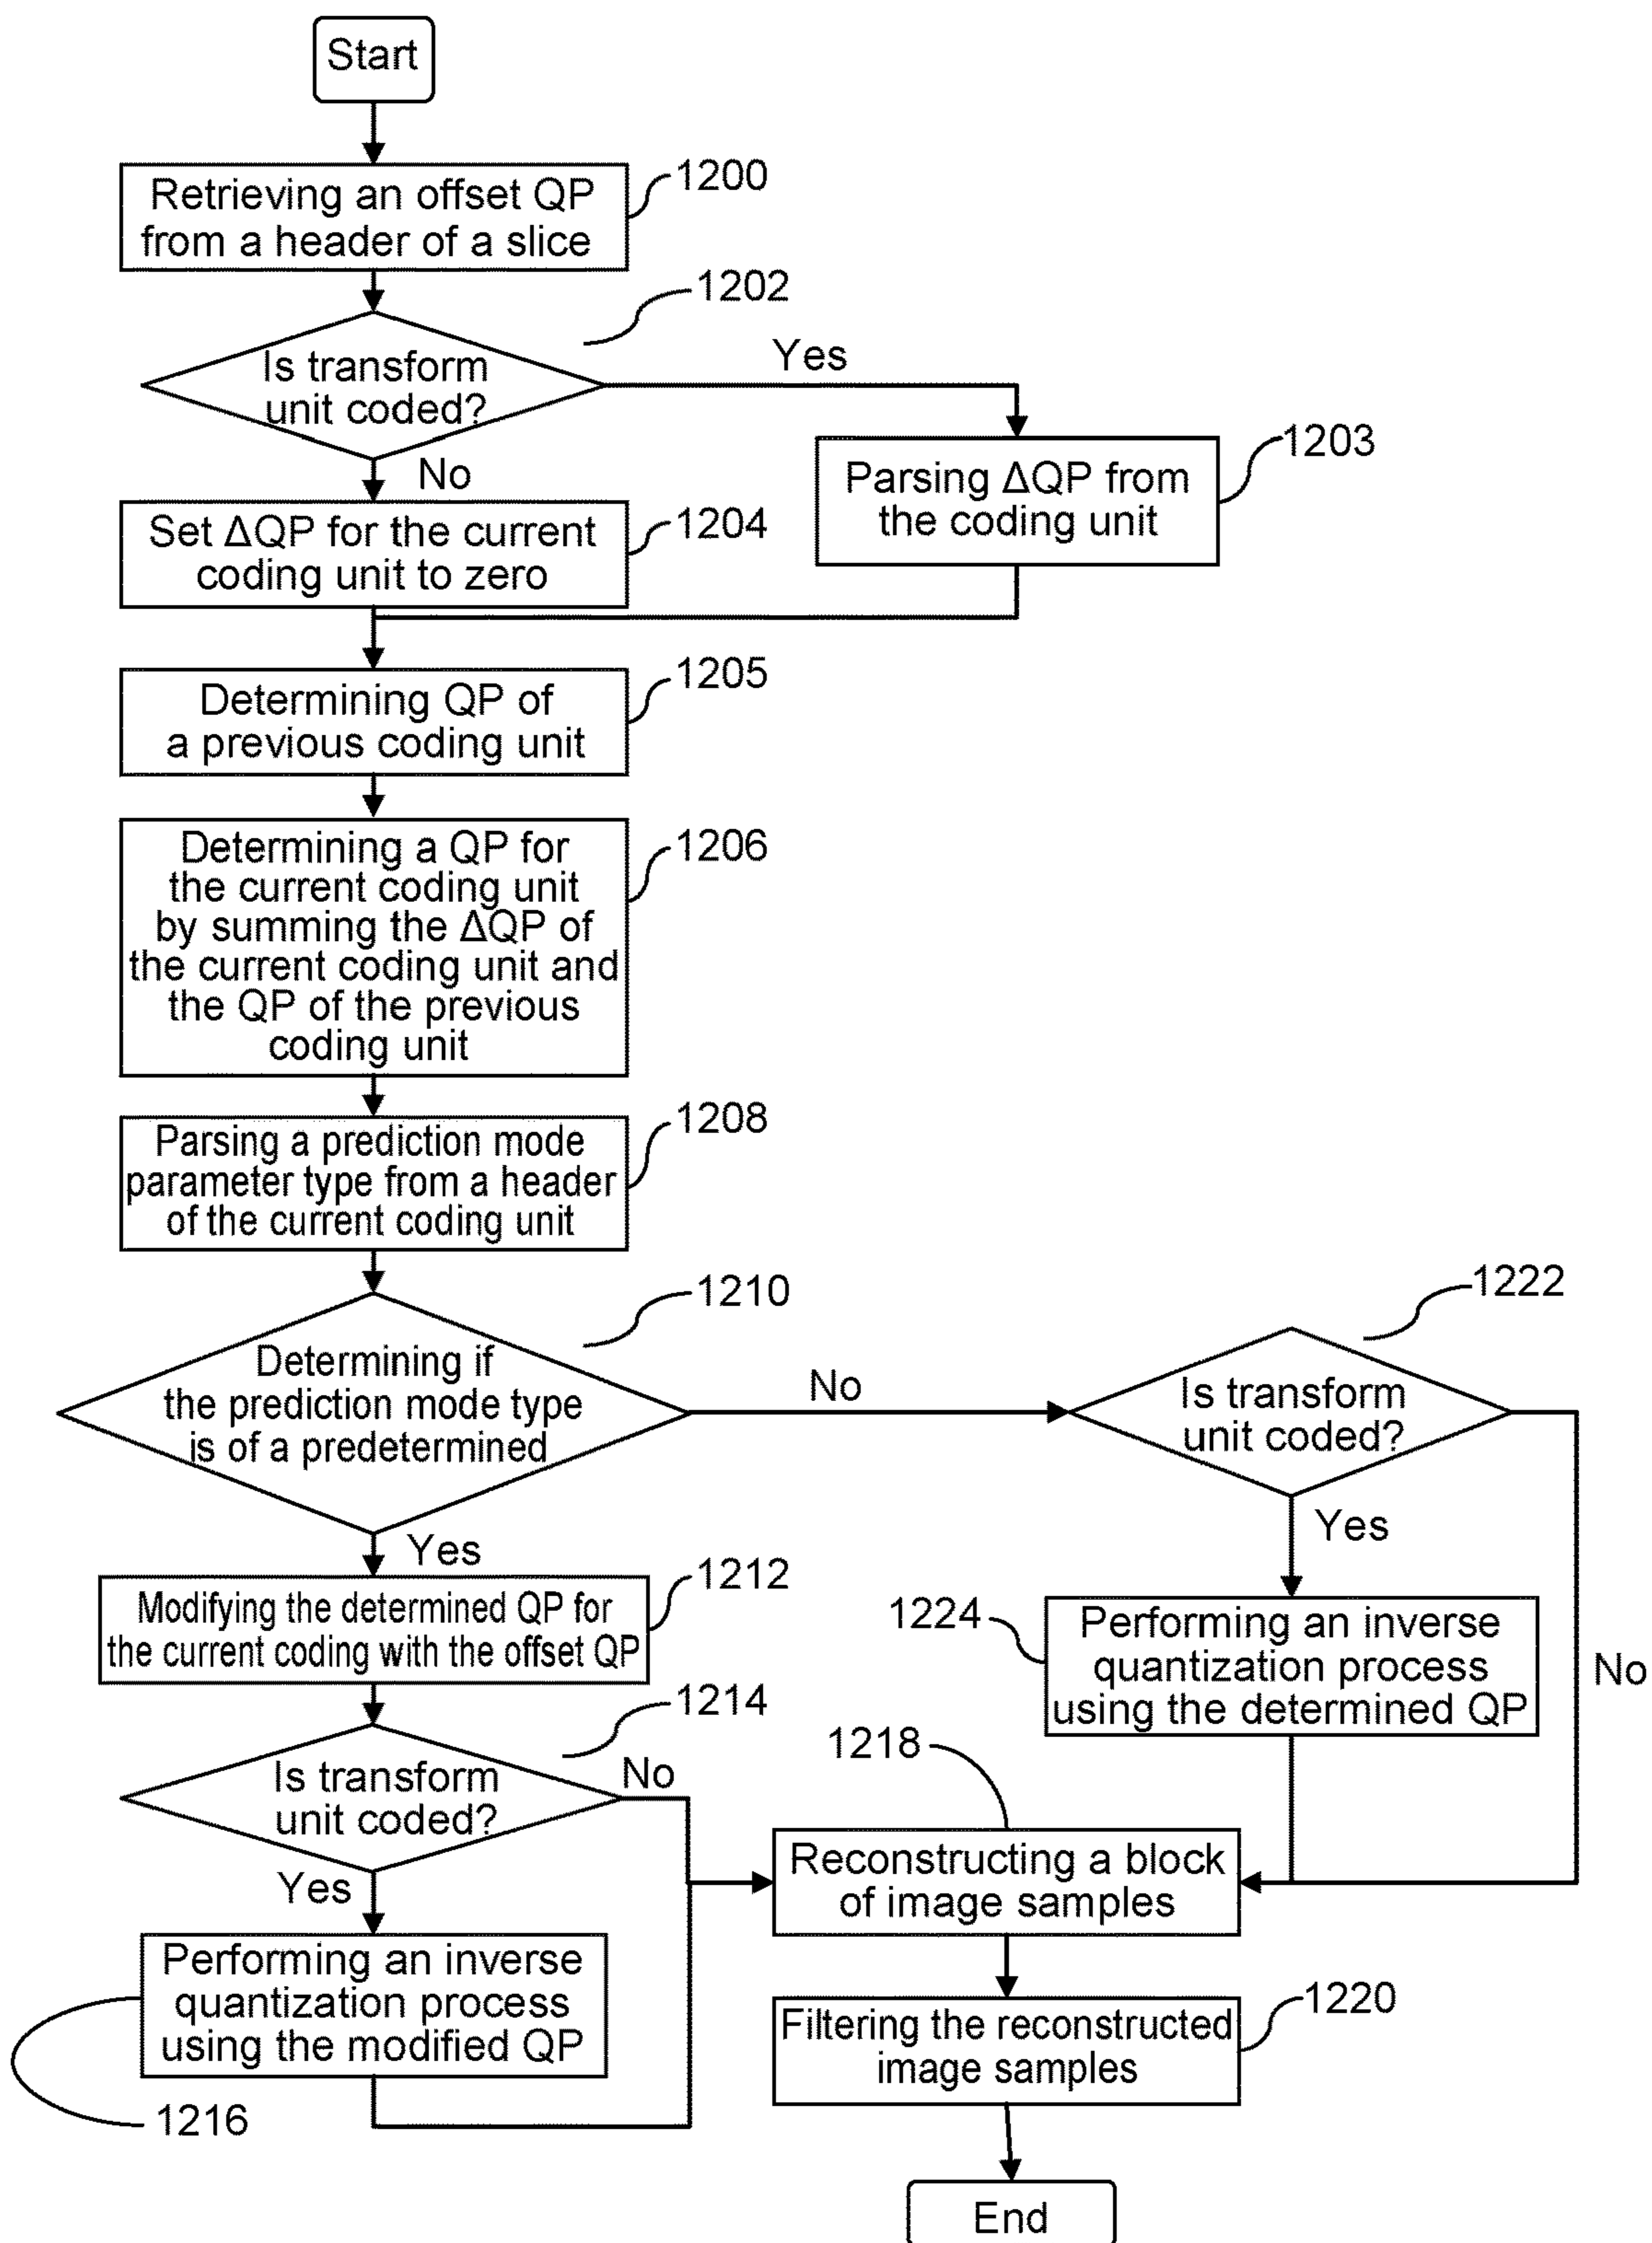 Start
Retrieving an offset QP
from a header of a slice
1200
1202
Is transform
unit coded?
Yes
No
Parsing ΔQP from
the coding unit
1203
Set ΔQP for the current
coding unit to zero
1204
Determining QP of
a previous coding unit
1205
Determining a QP for
the current coding unit
by summing the ΔQP of
the current coding unit and
the QP of the previous
coding unit
1206
Parsing a prediction mode
parameter type from a header
of the current coding unit
1208
1210
Determining if
the prediction mode type
is of a predetermined
No
1222
Is transform
unit coded?
Yes
Yes
No
Modifying the determined QP for
the current coding with the offset QP
1212
1224
Performing an inverse
quantization process
using the determined QP
1214
Is transform
unit coded?
No
Yes
1218
Reconstructing a block
of image samples
Performing an inverse
quantization process
using the modified QP
1216
Filtering the reconstructed
image samples
1220
End